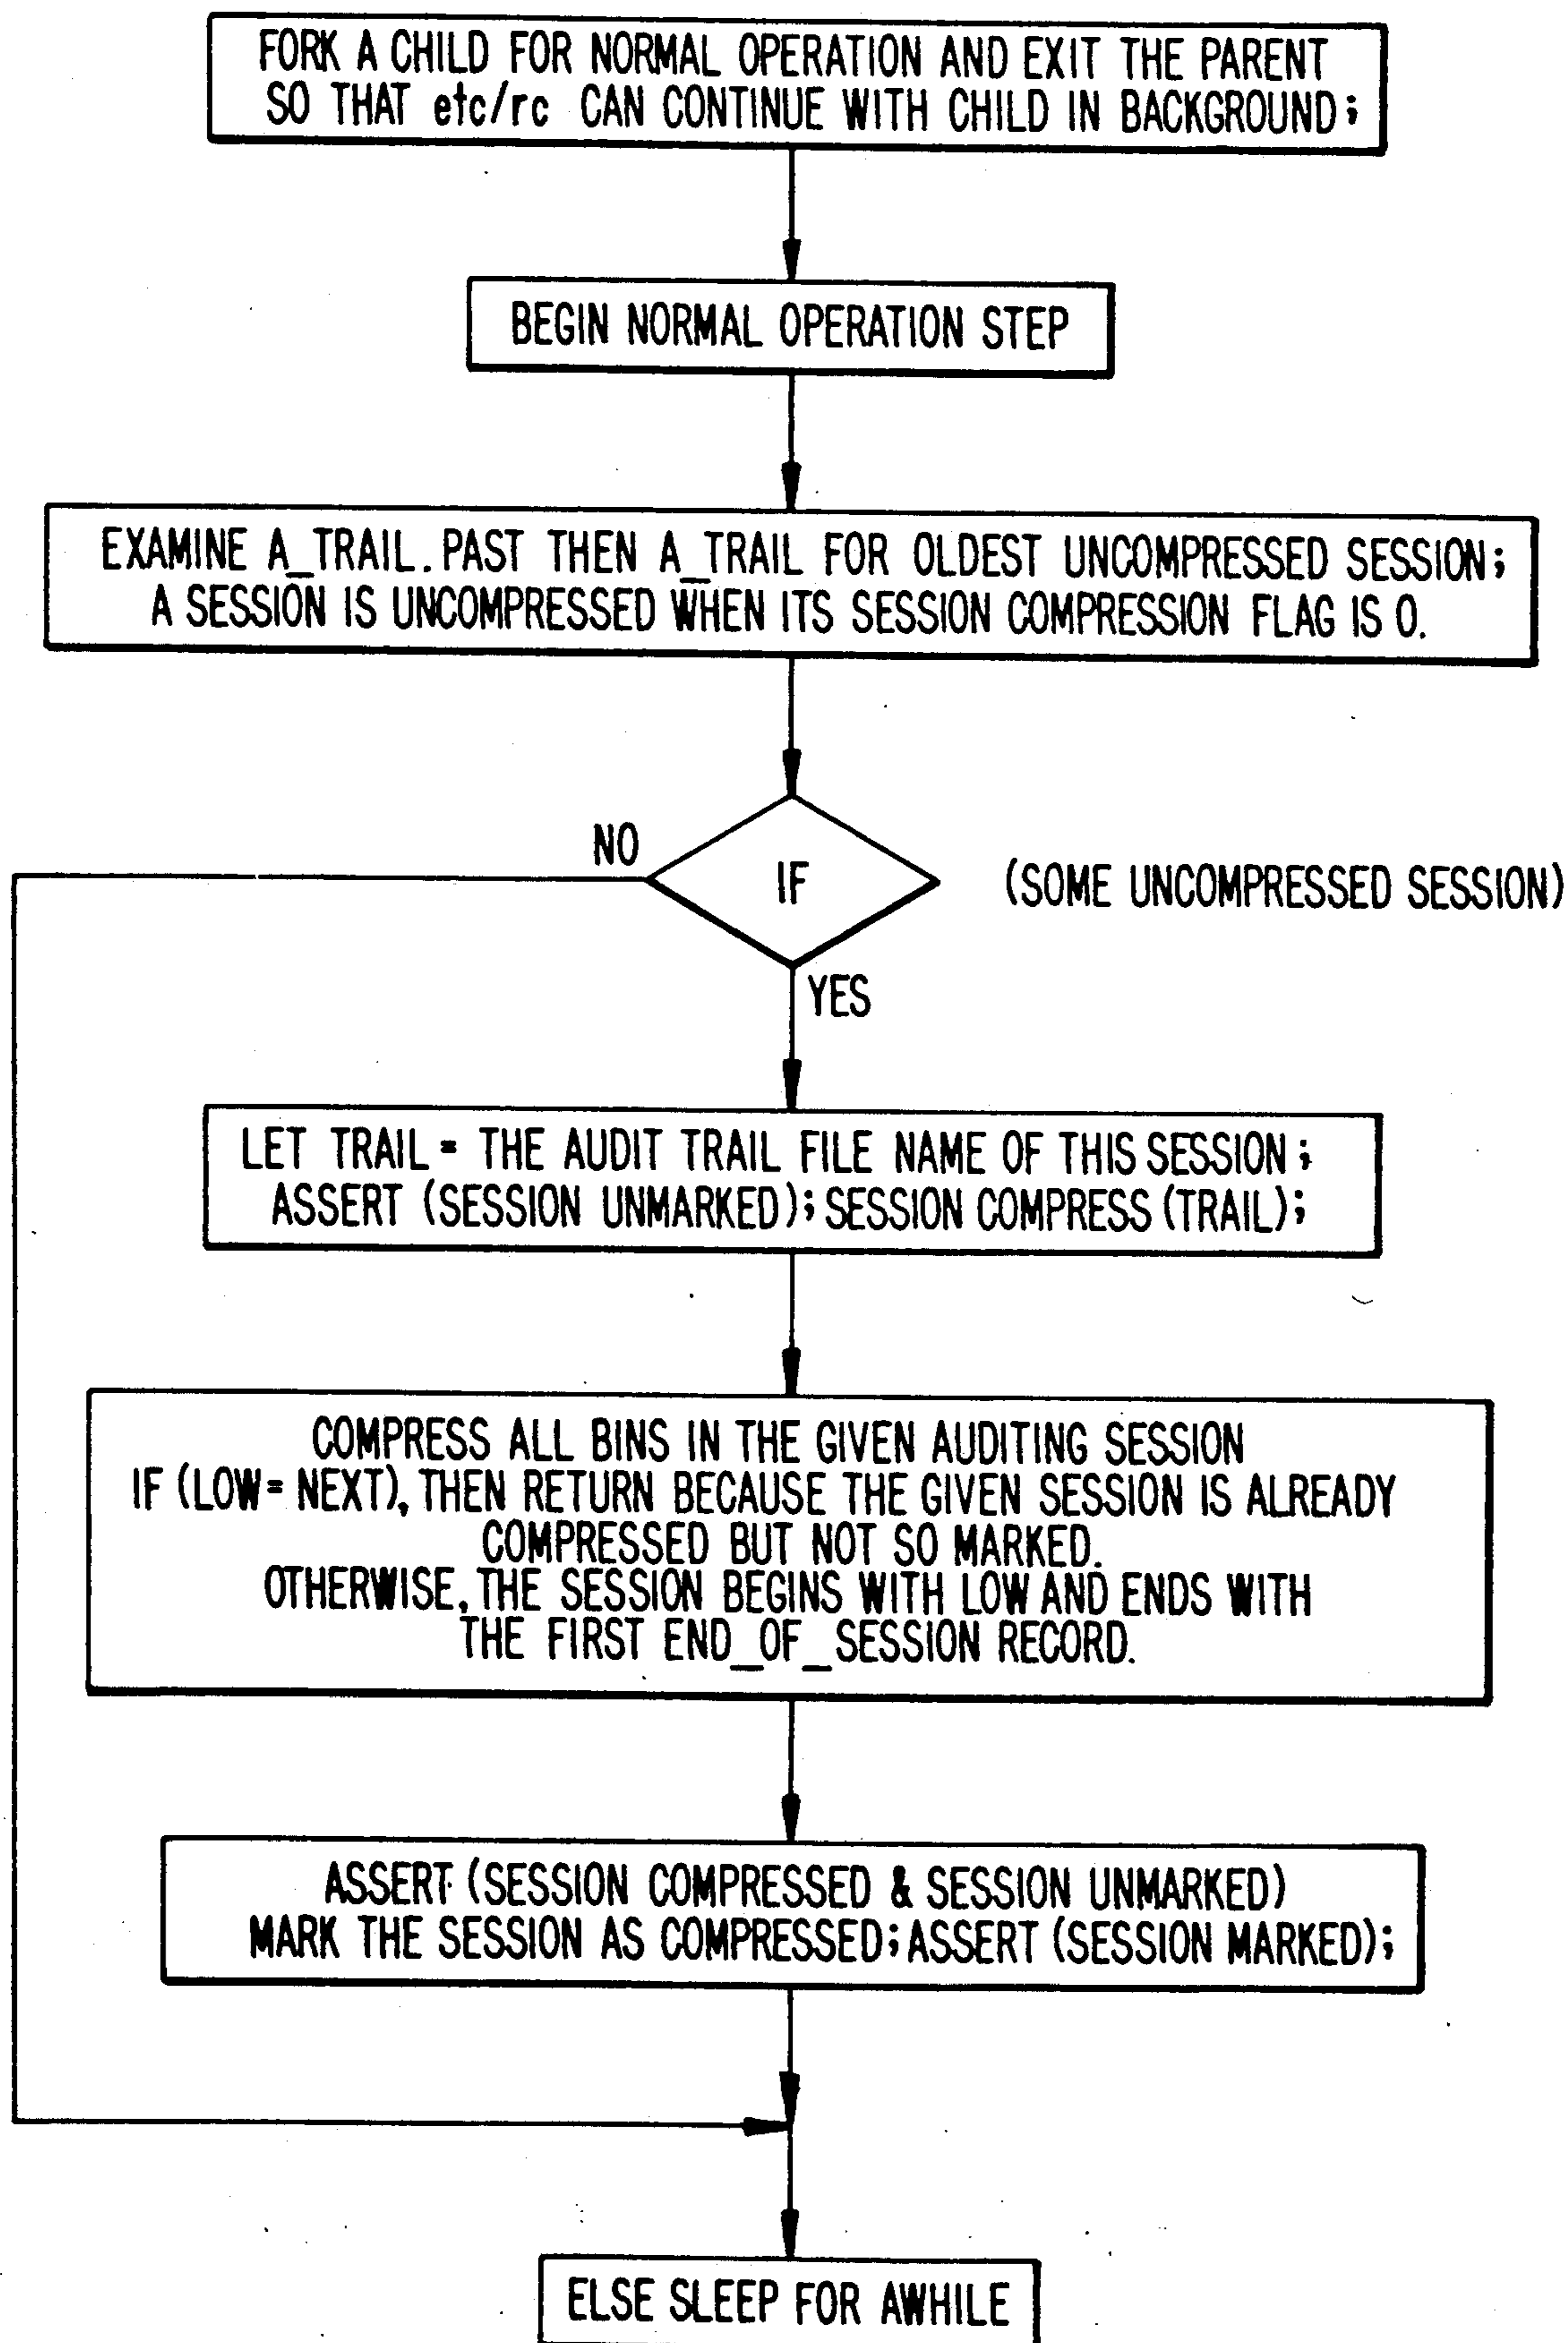 FORK A CHILD FOR NORMAL OPERATION AND EXIT THE PARENT
SO THAT etc/rc CAN CONTINUE WITH CHILD IN BACKGROUND;
BEGIN NORMAL OPERATION STEP
EXAMINE A_TRAIL.PAST THEN A_TRAIL FOR OLDEST UNCOMPRESSED SESSION;
A SESSION IS UNCOMPRESSED WHEN ITS SESSION COMPRESSION FLAG IS 0.
NO
IF
(SOME UNCOMPRESSED SESSION)
YES
LET TRAIL = THE AUDIT TRAIL FILE NAME OF THIS SESSION;
ASSERT (SESSION UNMARKED); SESSION COMPRESS (TRAIL);
COMPRESS ALL BINS IN THE GIVEN AUDITING SESSION
IF (LOW = NEXT), THEN RETURN BECAUSE THE GIVEN SESSION IS ALREADY
COMPRESSED BUT NOT SO MARKED.
OTHERWISE, THE SESSION BEGINS WITH LOW AND ENDS WITH
THE FIRST END_OF_SESSION RECORD.
ASSERT (SESSION COMPRESSED & SESSION UNMARKED)
MARK THE SESSION AS COMPRESSED; ASSERT (SESSION MARKED);
ELSE SLEEP FOR AWHILE